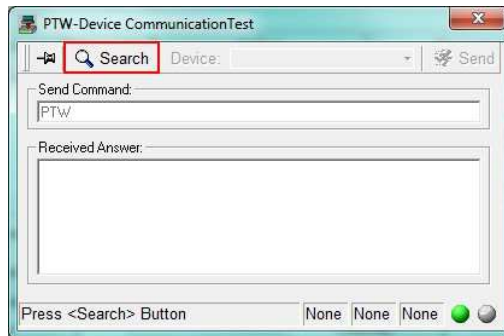 PTW-Device CommunicationTest
Search Device: Send
Send Command:
PTW
Received Answer:
Press <Search> Button None None None